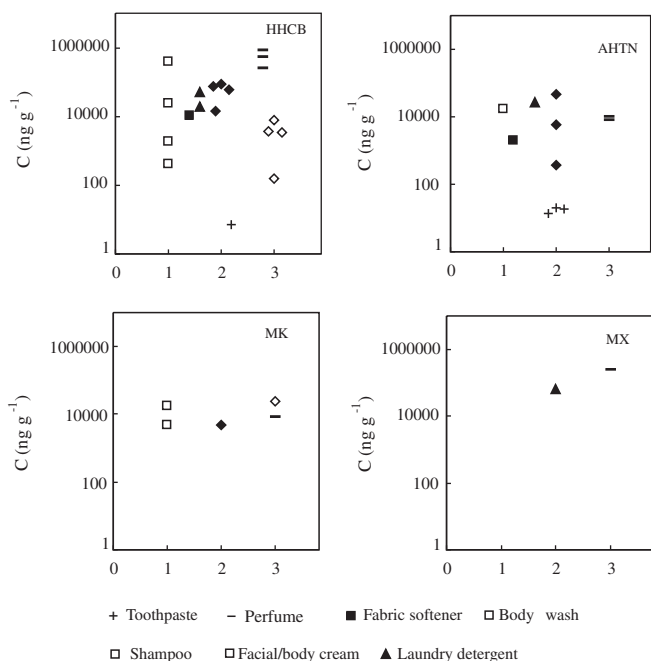 HHCB
1000000
10000
100
1
C (ng g⁻¹)
0 1 2 3
AHTN
1000000
10000
100
1
C (ng g⁻¹)
0 1 2 3
MK
1000000
10000
100
1
C (ng g⁻¹)
0 1 2 3
MX
1000000
10000
100
1
C (ng g⁻¹)
0 1 2 3
+ Toothpaste – Perfume ■ Fabric softener □ Body wash
□ Shampoo □ Facial/body cream ▲ Laundry detergent